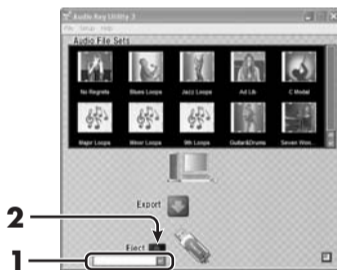 Audio Key Utility 2
File Setup Help
Audio File Sets
No Regrets Blues Loops Jazz Loops Ad Lib C Modal
Major Loops Minor Loops 9th Loops Guitar&Drums Seven Won...
Export
2
Eject
1